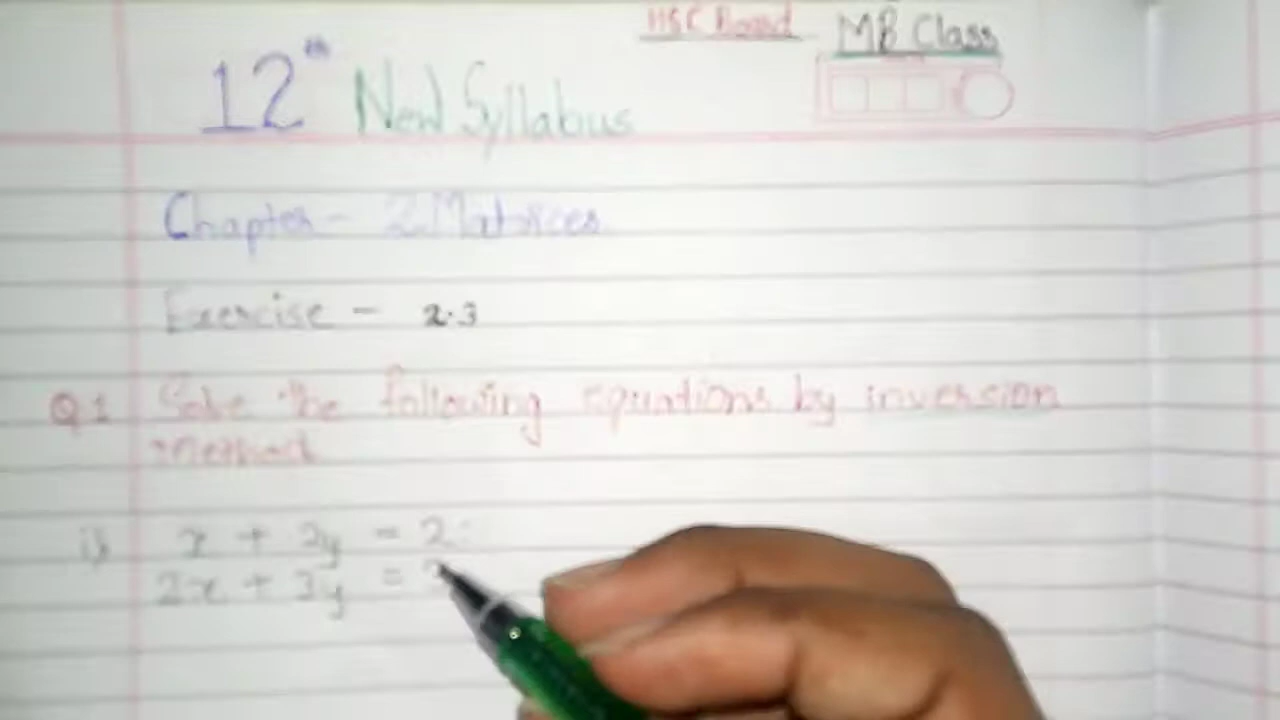 HSC Board MB Class
12th New Syllabus
Chapter - 2 Matrices
Exercise - 2.3
Q1 Solve the following equations by inversion
method
i) x + 2y = 2
2x + 3y =